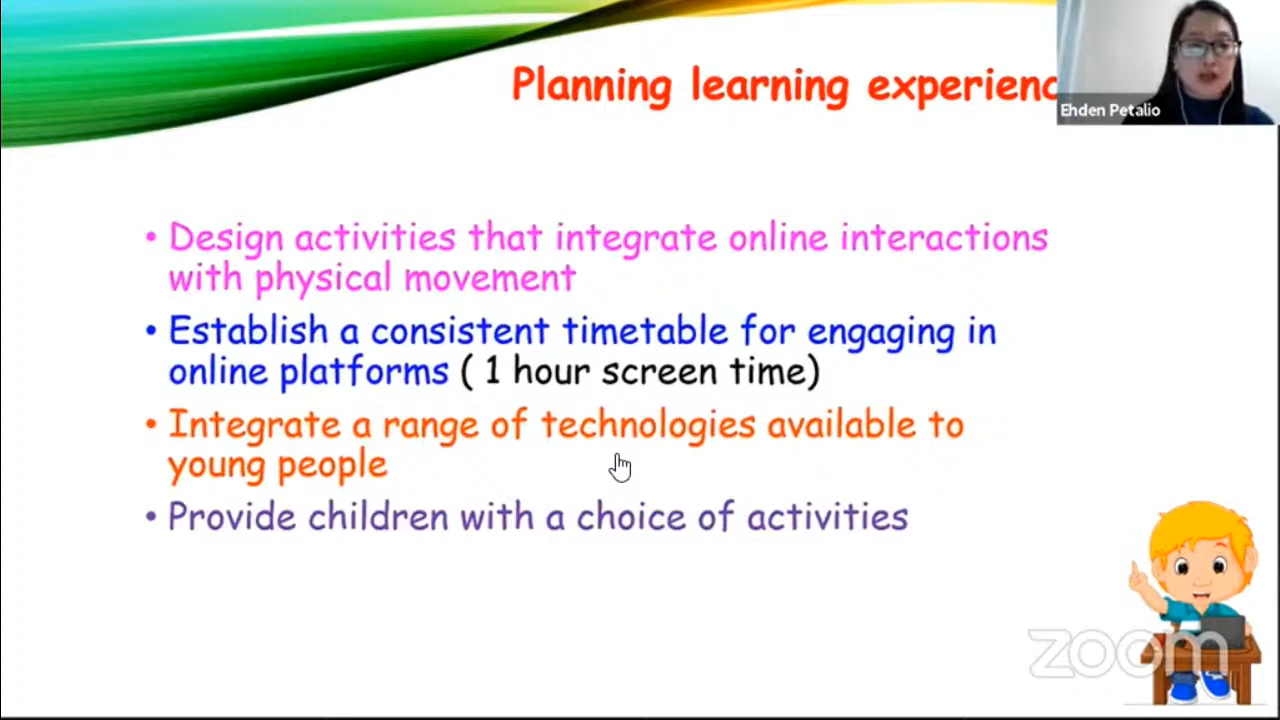 Planning learning experienc
Ehden Petalio
• Design activities that integrate online interactions
with physical movement
• Establish a consistent timetable for engaging in
online platforms ( 1 hour screen time)
• Integrate a range of technologies available to
young people
• Provide children with a choice of activities
zoom